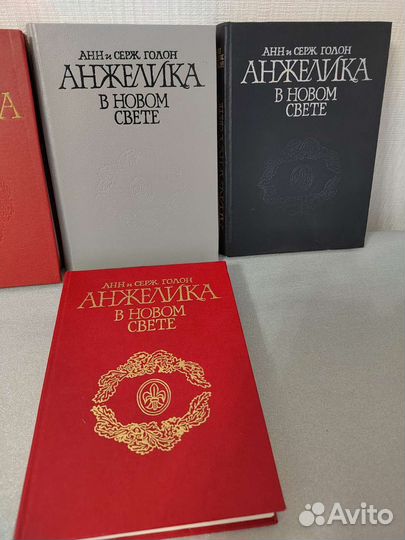 А
АНН и СЕРЖ ГОЛОН
АНЖЕЛИКА
В НОВОМ
СВЕТЕ
АНН и СЕРЖ ГОЛОН
АНЖЕЛИКА
В НОВОМ
СВЕТЕ
АНН и СЕРЖ ГОЛОН
АНЖЕЛИКА
В НОВОМ
СВЕТЕ
Avito